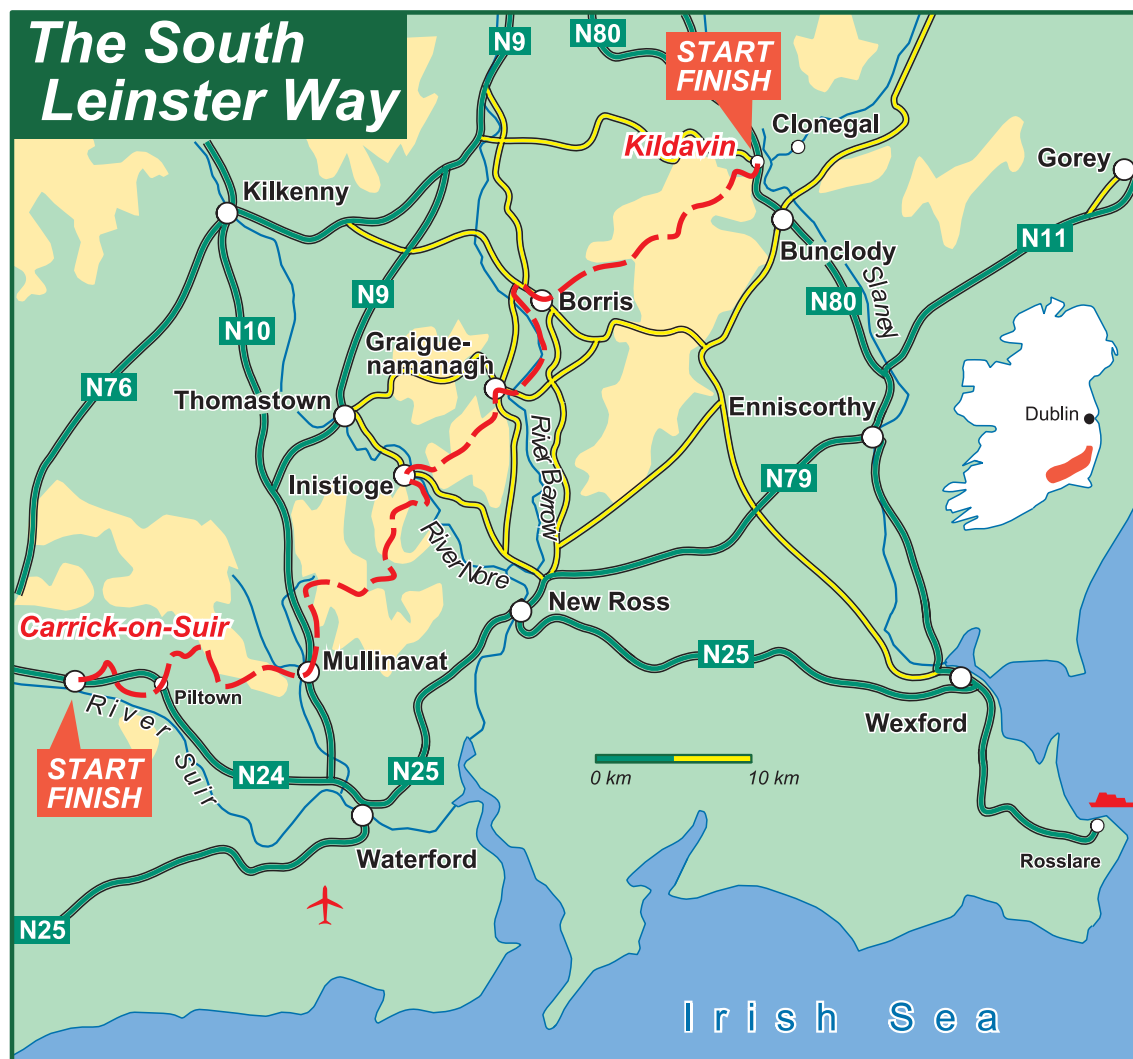 The South
Leinster Way
N9
N80
START
FINISH
Clonegal
Kildavin
Gorey
Kilkenny
Bunclody
N11
Slaney
N9
N80
Borris
N10
Graigue-
namanagh
N76
Thomastown
Enniscorthy
Dublin
River Barrow
N79
Inistioge
River Nore
New Ross
Carrick-on-Suir
Mullinavat
N25
Piltown
River Suir
Wexford
START
FINISH
N24
N25
0 km
10 km
Waterford
Rosslare
N25
Irish Sea